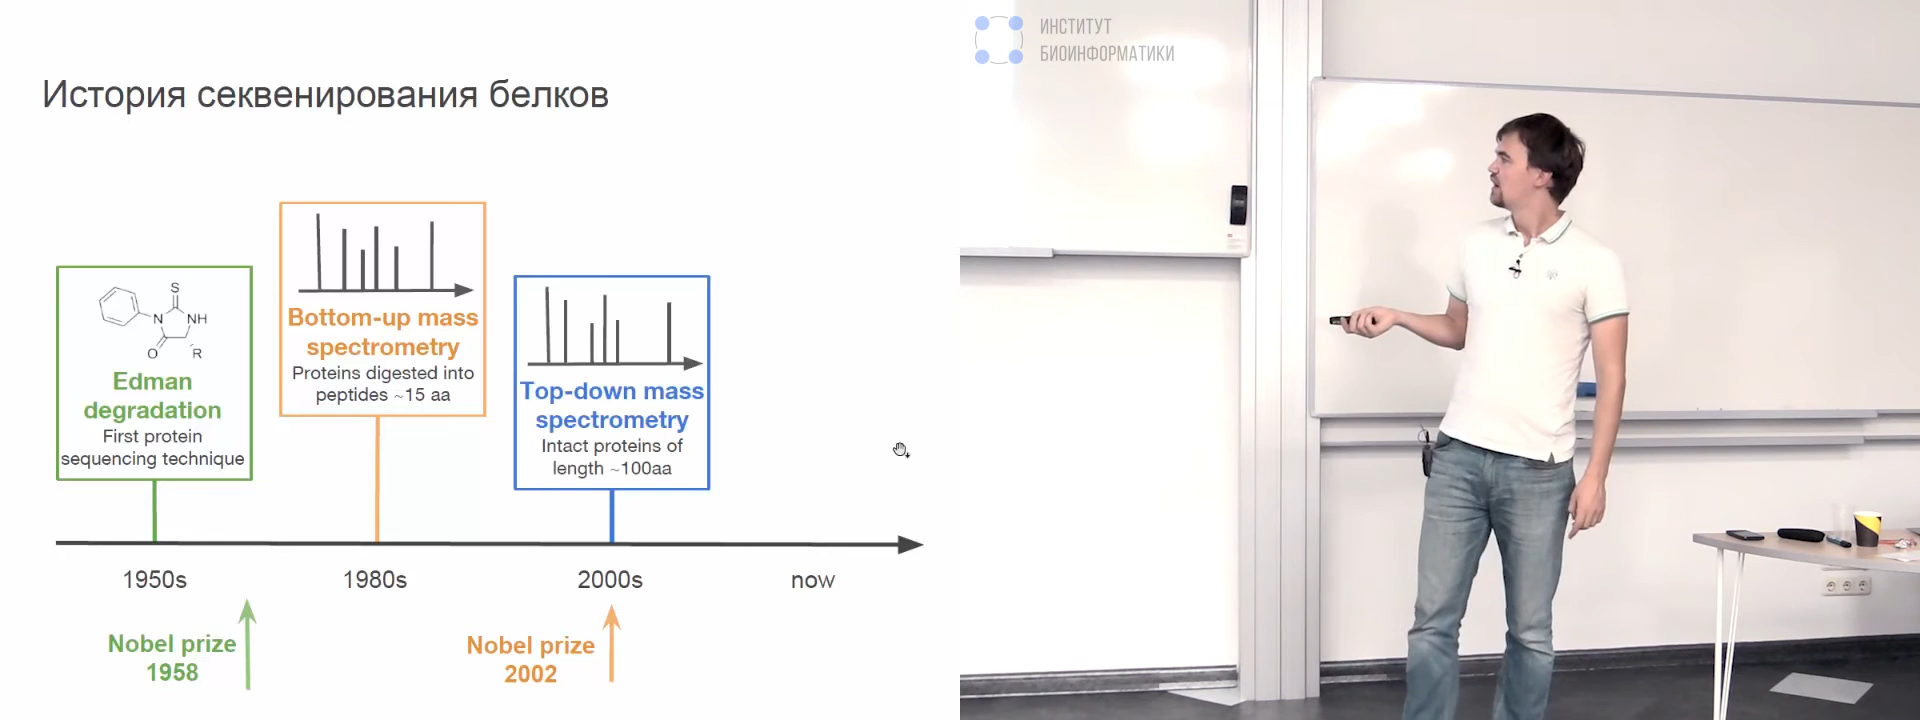 История секвенирования белков
S
N
NH
O
R
Edman
degradation
First protein
sequencing technique
Bottom-up mass
spectrometry
Proteins digested into
peptides ~15 aa
Top-down mass
spectrometry
Intact proteins of
length ~100aa
1950s
1980s
2000s
now
Nobel prize
1958
Nobel prize
2002
ИНСТИТУТ
БИОИНФОРМАТИКИ